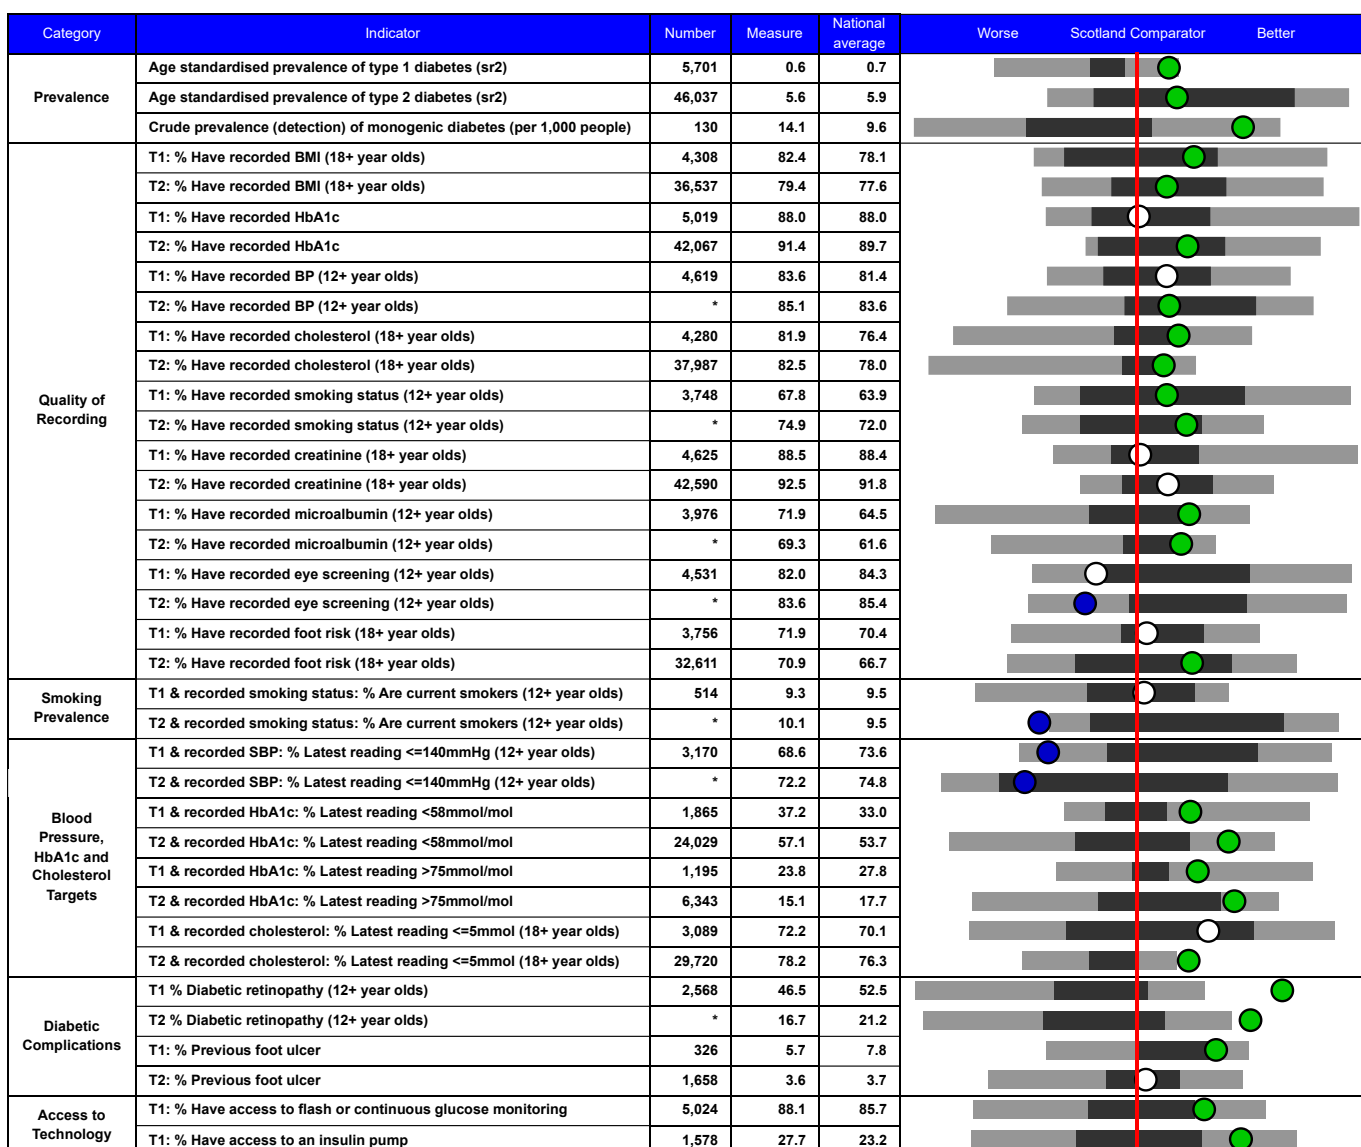 Category Indicator Number Measure National average Worse Scotland Comparator Better
Prevalence
Age standardised prevalence of type 1 diabetes (sr2) 5,701 0.6 0.7
Age standardised prevalence of type 2 diabetes (sr2) 46,037 5.6 5.9
Crude prevalence (detection) of monogenic diabetes (per 1,000 people) 130 14.1 9.6
Quality of
Recording
T1: % Have recorded BMI (18+ year olds) 4,308 82.4 78.1
T2: % Have recorded BMI (18+ year olds) 36,537 79.4 77.6
T1: % Have recorded HbA1c 5,019 88.0 88.0
T2: % Have recorded HbA1c 42,067 91.4 89.7
T1: % Have recorded BP (12+ year olds) 4,619 83.6 81.4
T2: % Have recorded BP (12+ year olds) * 85.1 83.6
T1: % Have recorded cholesterol (18+ year olds) 4,280 81.9 76.4
T2: % Have recorded cholesterol (18+ year olds) 37,987 82.5 78.0
T1: % Have recorded smoking status (12+ year olds) 3,748 67.8 63.9
T2: % Have recorded smoking status (12+ year olds) * 74.9 72.0
T1: % Have recorded creatinine (18+ year olds) 4,625 88.5 88.4
T2: % Have recorded creatinine (18+ year olds) 42,590 92.5 91.8
T1: % Have recorded microalbumin (12+ year olds) 3,976 71.9 64.5
T2: % Have recorded microalbumin (12+ year olds) * 69.3 61.6
T1: % Have recorded eye screening (12+ year olds) 4,531 82.0 84.3
T2: % Have recorded eye screening (12+ year olds) * 83.6 85.4
T1: % Have recorded foot risk (18+ year olds) 3,756 71.9 70.4
T2: % Have recorded foot risk (18+ year olds) 32,611 70.9 66.7
Smoking
Prevalence
T1 & recorded smoking status: % Are current smokers (12+ year olds) 514 9.3 9.5
T2 & recorded smoking status: % Are current smokers (12+ year olds) * 10.1 9.5
Blood
Pressure,
HbA1c and
Cholesterol
Targets
T1 & recorded SBP: % Latest reading <=140mmHg (12+ year olds) 3,170 68.6 73.6
T2 & recorded SBP: % Latest reading <=140mmHg (12+ year olds) * 72.2 74.8
T1 & recorded HbA1c: % Latest reading <58mmol/mol 1,865 37.2 33.0
T2 & recorded HbA1c: % Latest reading <58mmol/mol 24,029 57.1 53.7
T1 & recorded HbA1c: % Latest reading >75mmol/mol 1,195 23.8 27.8
T2 & recorded HbA1c: % Latest reading >75mmol/mol 6,343 15.1 17.7
T1 & recorded cholesterol: % Latest reading <=5mmol (18+ year olds) 3,089 72.2 70.1
T2 & recorded cholesterol: % Latest reading <=5mmol (18+ year olds) 29,720 78.2 76.3
Diabetic
Complications
T1 % Diabetic retinopathy (12+ year olds) 2,568 46.5 52.5
T2 % Diabetic retinopathy (12+ year olds) * 16.7 21.2
T1: % Previous foot ulcer 326 5.7 7.8
T2: % Previous foot ulcer 1,658 3.6 3.7
Access to
Technology
T1: % Have access to flash or continuous glucose monitoring 5,024 88.1 85.7
T1: % Have access to an insulin pump 1,578 27.7 23.2